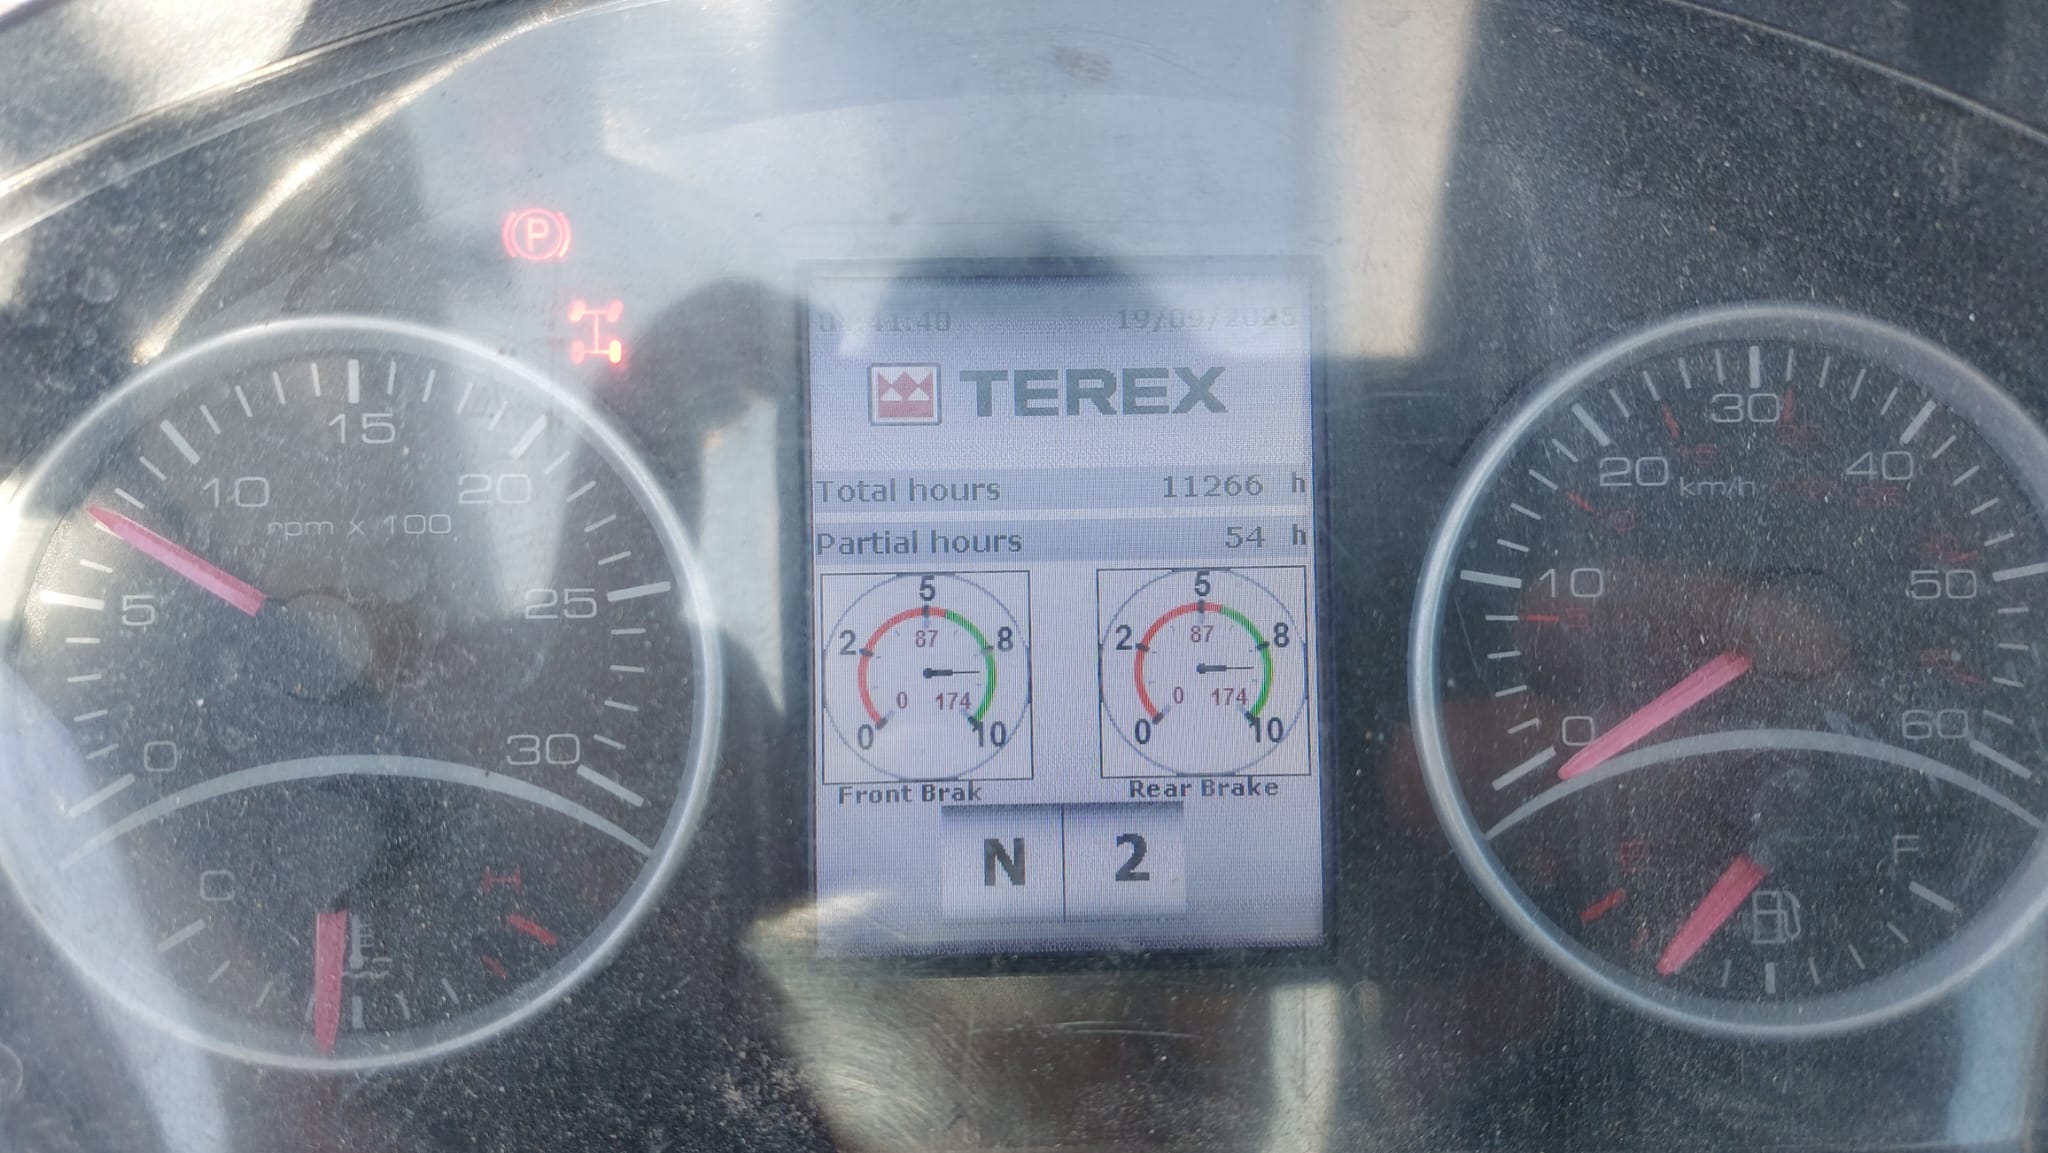 P
19/09/2025
TEREX
Total hours 11266 h
Partial hours 54 h
15
10
20
rpm x 100
5
25
0
30
C
30
20
40
km/h
10
50
0
60
F
5
2
87
8
0
174
0
10
Front Brak
5
2
87
8
0
174
0
10
Rear Brake
N 2